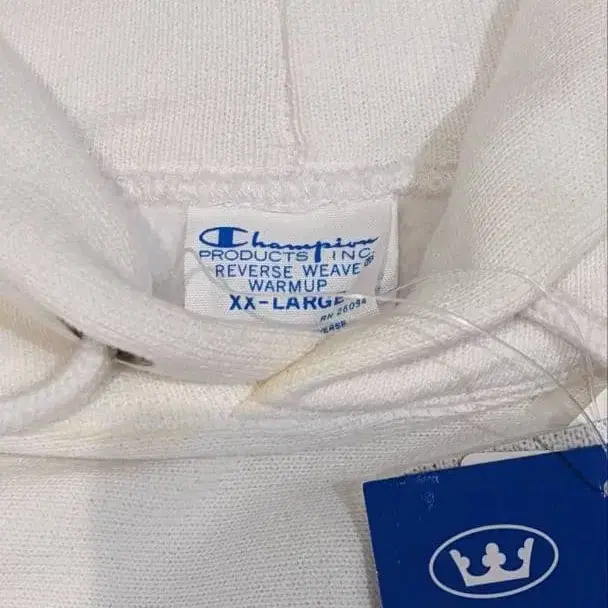 Champion
PRODUCTS INC.
REVERSE WEAVE
WARMUP
XX-LARGE
RN 26094